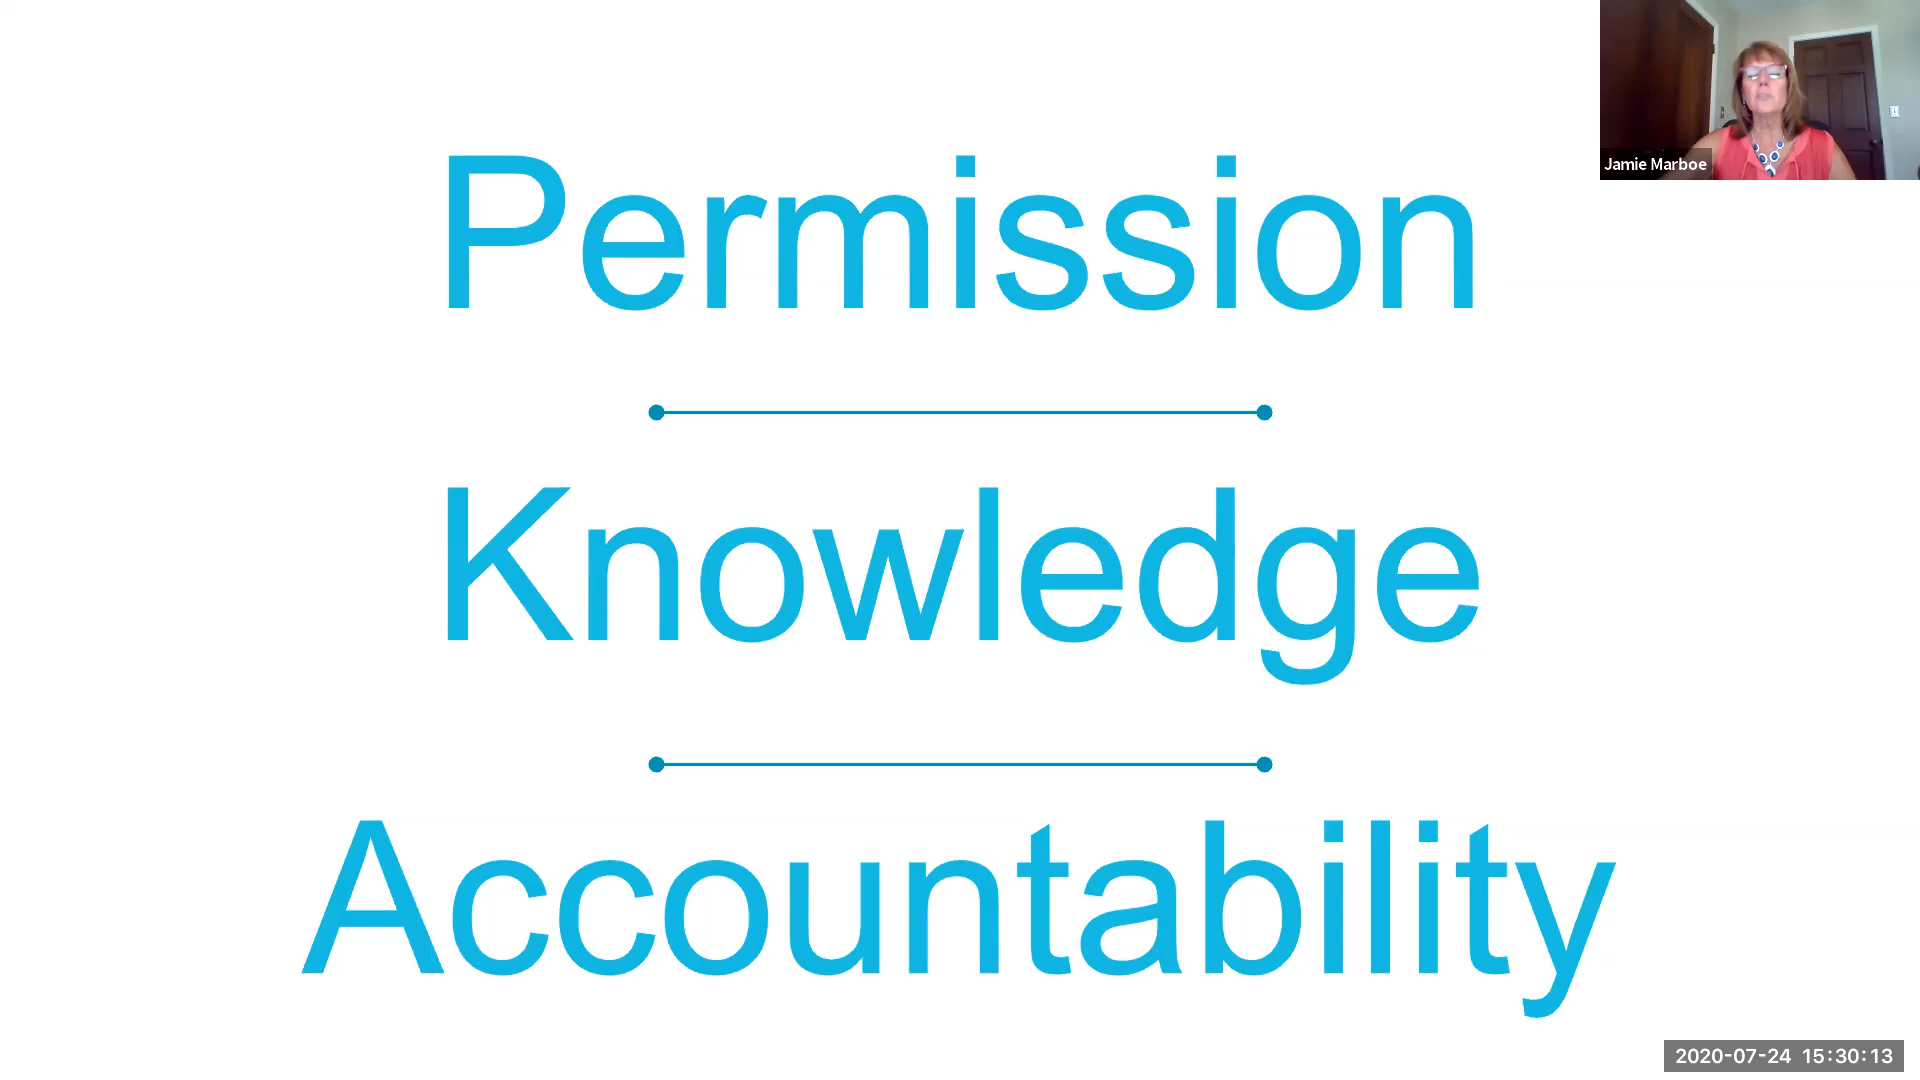 Permission
Jamie Marboe
Knowledge
Accountability
2020-07-24 15:30:13